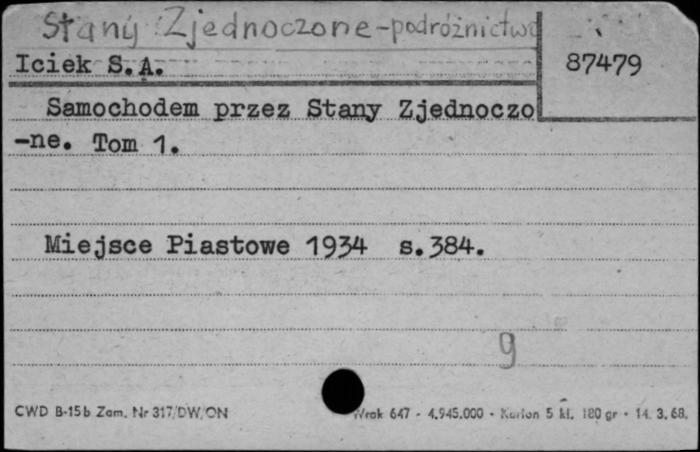 Stany Zjednoczone-podróżnictwo
Iciek S.A.
87479
Samochodem przez Stany Zjednoczo
-ne. Tom 1.
Miejsce Piastowe 1934 s.384.
9
CWD B-15b Zam. Nr 317/DW/ON
647 - 4.945.000 - Karton 5 kl. 180 gr - 14. 3. 68.